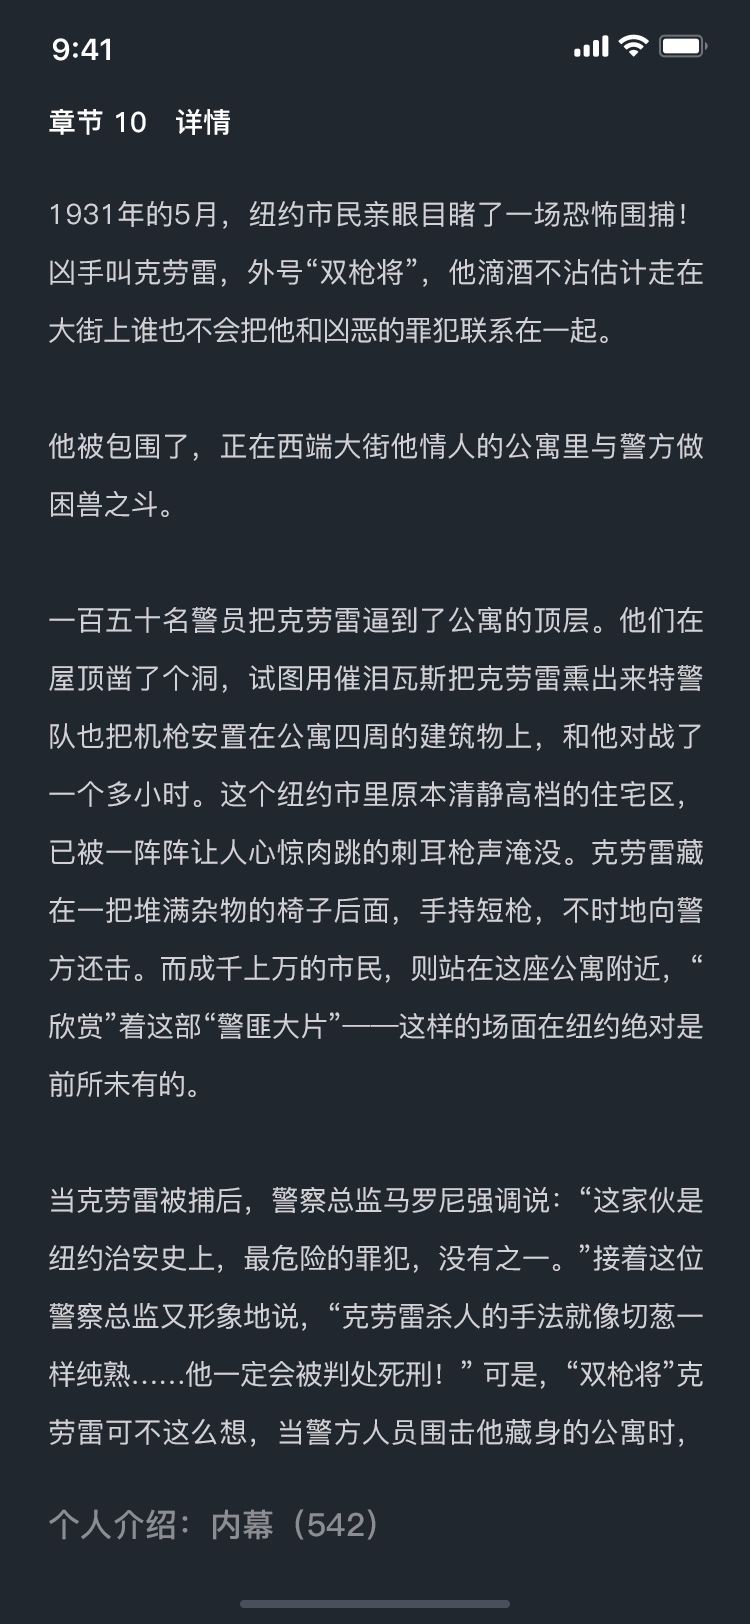 9:41
章节 10 详情
1931年的5月，纽约市民亲眼目睹了一场恐怖围捕！
凶手叫克劳雷，外号“双枪将”，他滴酒不沾估计走在
大街上谁也不会把他和凶恶的罪犯联系在一起。
他被包围了，正在西端大街他情人的公寓里与警方做
困兽之斗。
一百五十名警员把克劳雷逼到了公寓的顶层。他们在
屋顶凿了个洞，试图用催泪瓦斯把克劳雷熏出来特警
队也把机枪安置在公寓四周的建筑物上，和他对战了
一个多小时。这个纽约市里原本清静高档的住宅区，
已被一阵阵让人心惊肉跳的刺耳枪声淹没。克劳雷藏
在一把堆满杂物的椅子后面，手持短枪，不时地向警
方还击。而成千上万的市民，则站在这座公寓附近，“
欣赏”着这部“警匪大片”——这样的场面在纽约绝对是
前所未有的。
当克劳雷被捕后，警察总监马罗尼强调说：“这家伙是
纽约治安史上，最危险的罪犯，没有之一。”接着这位
警察总监又形象地说，“克劳雷杀人的手法就像切葱一
样纯熟……他一定会被判处死刑！” 可是，“双枪将”克
劳雷可不这么想，当警方人员围击他藏身的公寓时，
个人介绍：内幕（542）